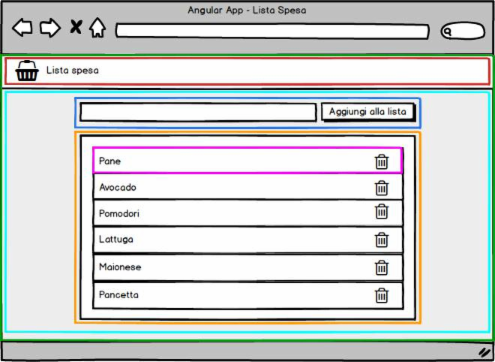 Angular App - Lista Spesa
Lista spesa
Aggiungi alla lista
Pane
Avocado
Pomodori
Lattuga
Maionese
Pancetta